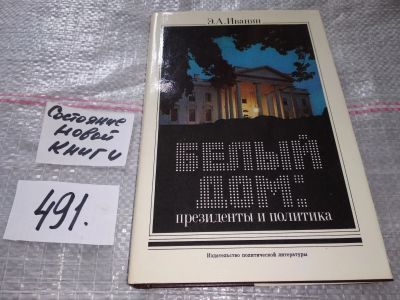 Состояние
новой
книги
491.
Э.А.Иванян
БЕЛЫЙ
ДОМ:
президенты и политика
Издательство политической литературы